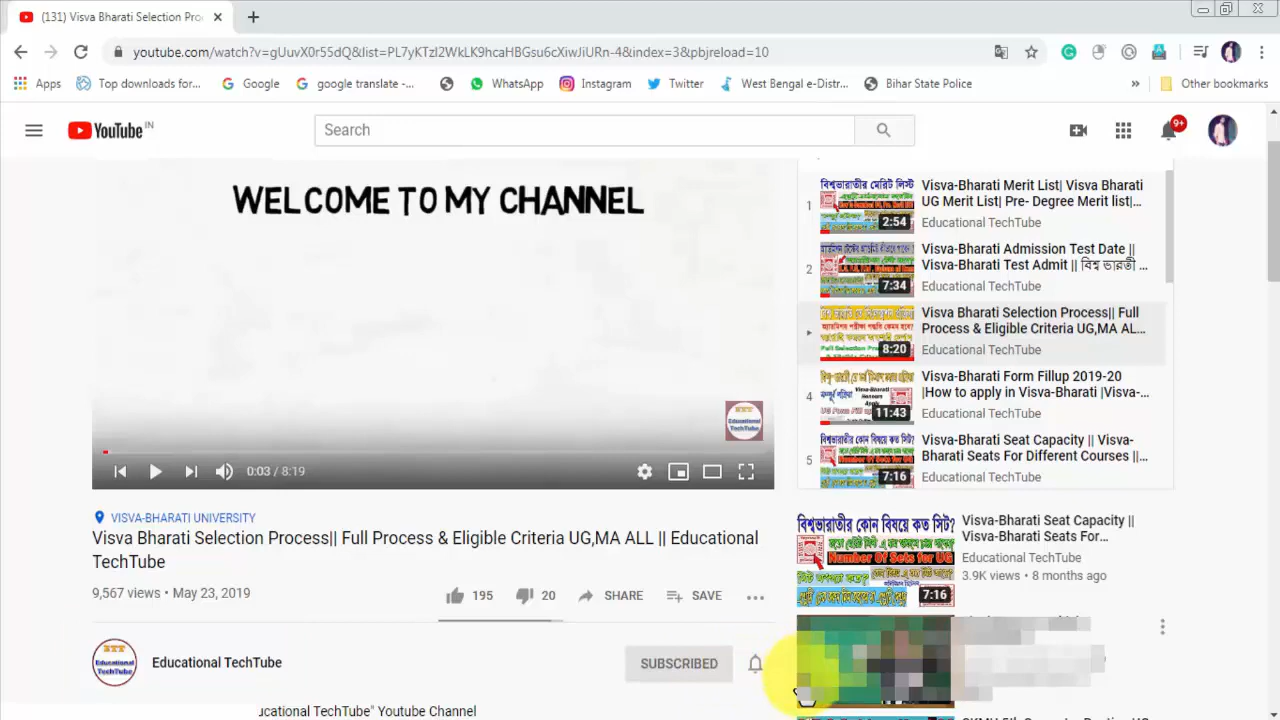 (131) Visva Bharati Selection Pro
youtube.com/watch?v=gUuvX0r55dQ&list=PL7yKTzI2WkLK9hcaHBGsu6cXiwJiURn-4&index=3&pbjreload=10
Apps
Top downloads for...
Google
google translate -...
WhatsApp
Instagram
Twitter
West Bengal e-Distr...
Bihar State Police
»
Other bookmarks
YouTube IN
Search
9+
WELCOME TO MY CHANNEL
Educational TechTube
0:03 / 8:19
1
বিশ্বভারতীর মেরিট লিস্ট
2:54
Visva-Bharati Merit List| Visva Bharati
UG Merit List| Pre- Degree Merit list|...
Educational TechTube
2
7:34
Visva-Bharati Admission Test Date ||
Visva-Bharati Test Admit || বিশ্ব ভারতী ...
Educational TechTube
8:20
Visva Bharati Selection Process|| Full
Process & Eligible Criteria UG,MA AL...
Educational TechTube
4
11:43
Visva-Bharati Form Fillup 2019-20
|How to apply in Visva-Bharati |Visva-...
Educational TechTube
5
বিশ্বভারতীর কোন বিষয়ে কত সিট?
7:16
Visva-Bharati Seat Capacity || Visva-
Bharati Seats For Different Courses ||...
Educational TechTube
VISVA-BHARATI UNIVERSITY
Visva Bharati Selection Process|| Full Process & Eligible Criteria UG,MA ALL || Educational
TechTube
9,567 views • May 23, 2019
195
20
SHARE
SAVE
Educational TechTube
Educational TechTube
SUBSCRIBED
ucational TechTube" Youtube Channel
বিশ্বভারতীর কোন বিষয়ে কত সিট?
Number Of Sets for UG
7:16
Visva-Bharati Seat Capacity ||
Visva-Bharati Seats For...
Educational TechTube
3.9K views • 8 months ago